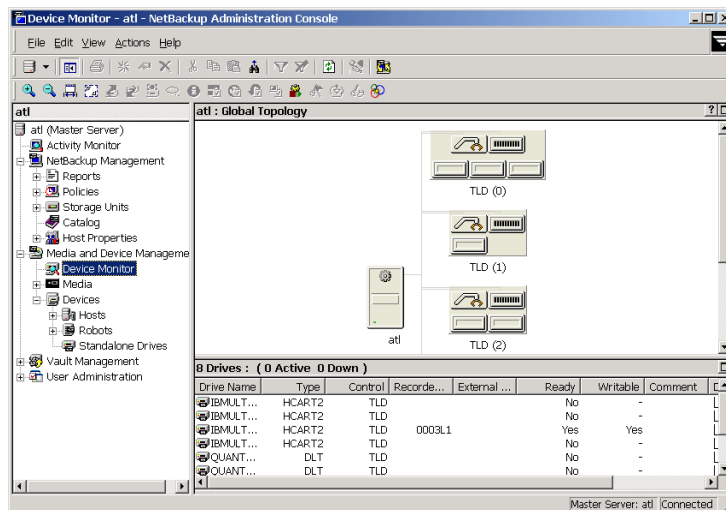 Device Monitor - atl - NetBackup Administration Console
File Edit View Actions Help
atl
atl (Master Server)
Activity Monitor
NetBackup Management
Reports
Policies
Storage Units
Catalog
Host Properties
Media and Device Manageme
Device Monitor
Media
Devices
Hosts
Robots
Standalone Drives
Vault Management
User Administration
atl : Global Topology
TLD (0)
TLD (1)
atl
TLD (2)
8 Drives : ( 0 Active 0 Down )
Drive Name Type Control Recorde... External ... Ready Writable Comment
IBMULT... HCART2 TLD No -
IBMULT... HCART2 TLD No -
IBMULT... HCART2 TLD 0003L1 Yes Yes
IBMULT... HCART2 TLD No -
QUANT... DLT TLD No -
QUANT... DLT TLD No -
Master Server: atl Connected